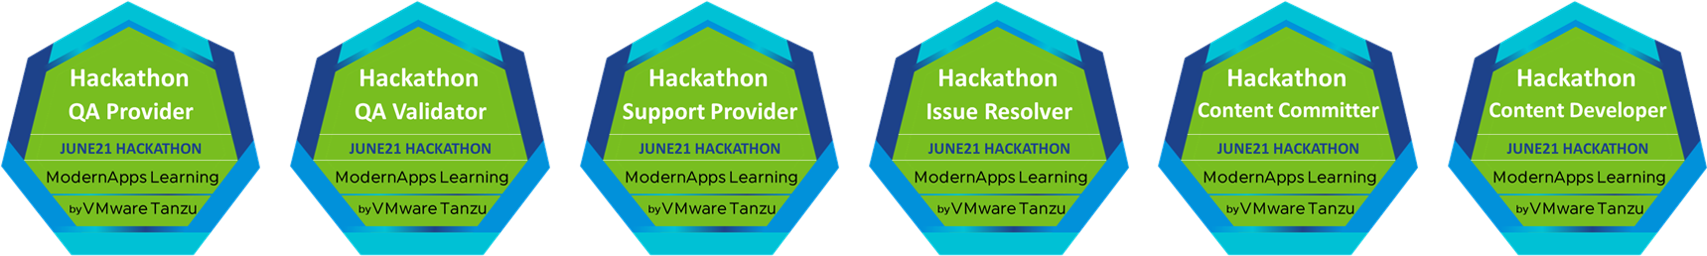 Hackathon
QA Provider
JUNE21 HACKATHON
ModernApps Learning
by VMware Tanzu
Hackathon
QA Validator
JUNE21 HACKATHON
ModernApps Learning
by VMware Tanzu
Hackathon
Support Provider
JUNE21 HACKATHON
ModernApps Learning
by VMware Tanzu
Hackathon
Issue Resolver
JUNE21 HACKATHON
ModernApps Learning
by VMware Tanzu
Hackathon
Content Committer
JUNE21 HACKATHON
ModernApps Learning
by VMware Tanzu
Hackathon
Content Developer
JUNE21 HACKATHON
ModernApps Learning
by VMware Tanzu